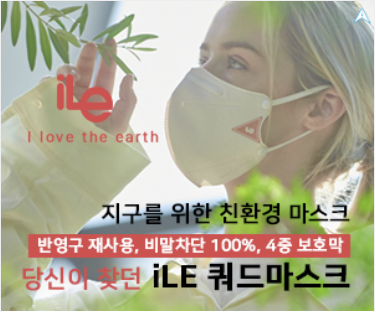 iLe
I love the earth
지구를 위한 친환경 마스크
반영구 재사용, 비말차단 100%, 4중 보호막
당신이 찾던 iLE 쿼드마스크